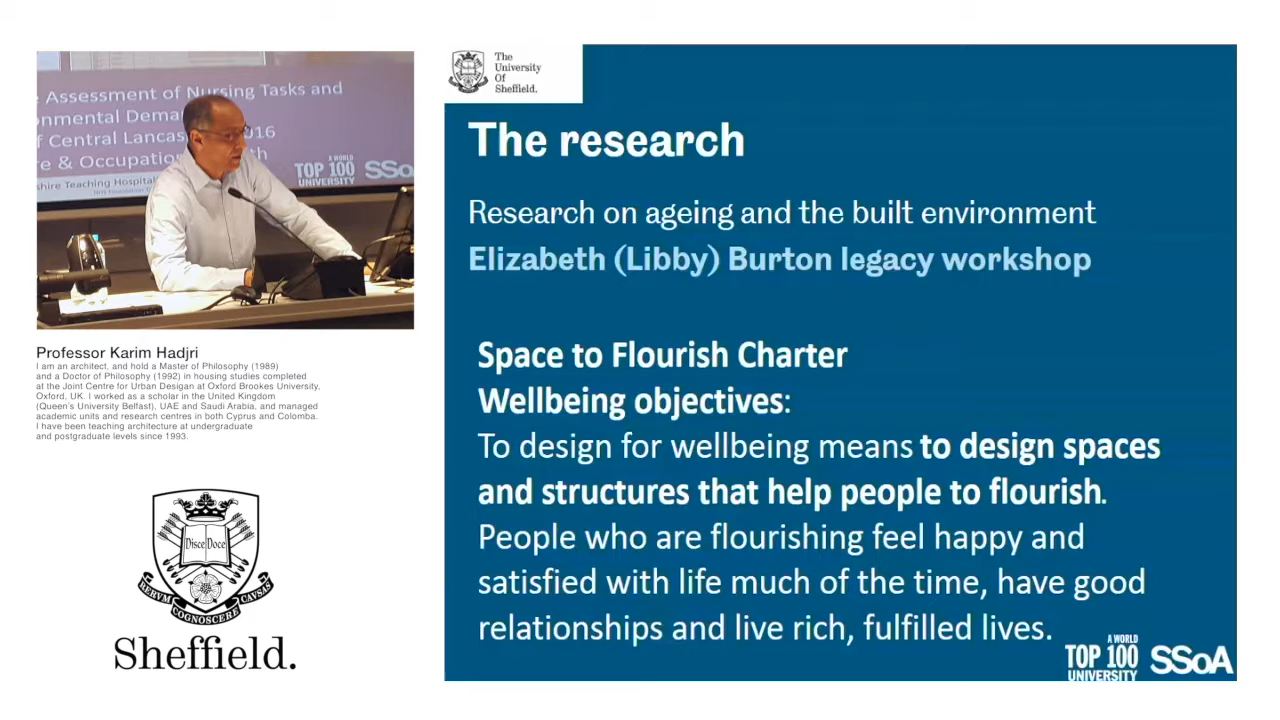 Assessment of Nursing Tasks and
onmental Dema
f Central Lancas 016
re & Occupation th
A WORLD
TOP 100
UNIVERSITY
SSoA
shire Teaching Hospital
Professor Karim Hadjri
I am an architect, and hold a Master of Philosophy (1989)
and a Doctor of Philosophy (1992) in housing studies completed
at the Joint Centre for Urban Desigan at Oxford Brookes University,
Oxford, UK. I worked as a scholar in the United Kingdom
(Queen's University Belfast), UAE and Saudi Arabia, and managed
academic units and research centres in both Cyprus and Colomba.
I have been teaching architecture at undergraduate
and postgraduate levels since 1993.
Disce Doce
RERVM COGNOSCERE CAVSAS
Sheffield.
The
University
Of
Sheffield.
The research
Research on ageing and the built environment
Elizabeth (Libby) Burton legacy workshop
Space to Flourish Charter
Wellbeing objectives:
To design for wellbeing means to design spaces
and structures that help people to flourish.
People who are flourishing feel happy and
satisfied with life much of the time, have good
relationships and live rich, fulfilled lives.
A WORLD
TOP 100
UNIVERSITY
SSoA